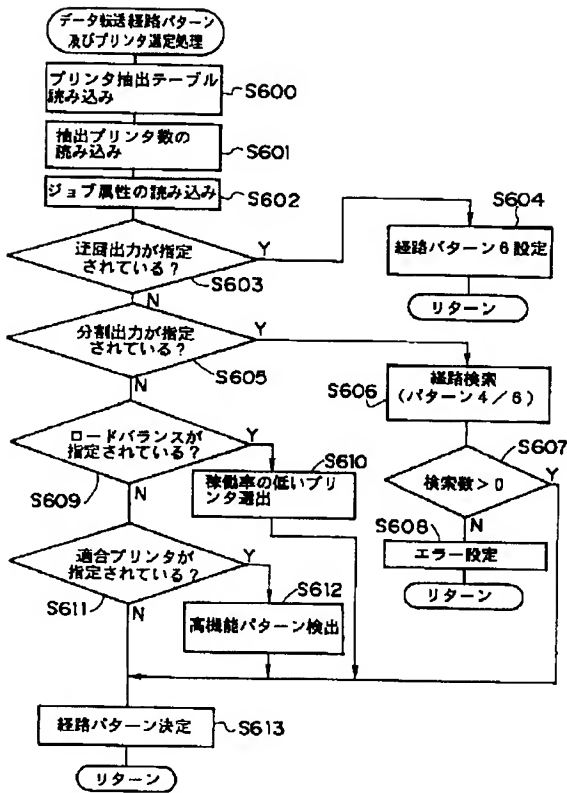 データ転送経路パターン
及びプリンタ選定処理
プリンタ抽出テーブル
読み込み
S600
抽出プリンタ数の
読み込み
S601
ジョブ属性の読み込み
S602
迂回出力が指定
されている？
Y
S603
N
S604
経路パターン6設定
リターン
分割出力が指定
されている？
Y
S605
N
S606
経路検索
(パターン4／6)
S607
検索数＞0
Y
N
S608
エラー設定
リターン
ロードバランスが
指定されている？
Y
S609
N
S610
稼働率の低いプリ
ンタ選出
適合プリンタが
指定されている？
Y
S611
N
S612
高機能パターン検出
経路パターン決定
S613
リターン